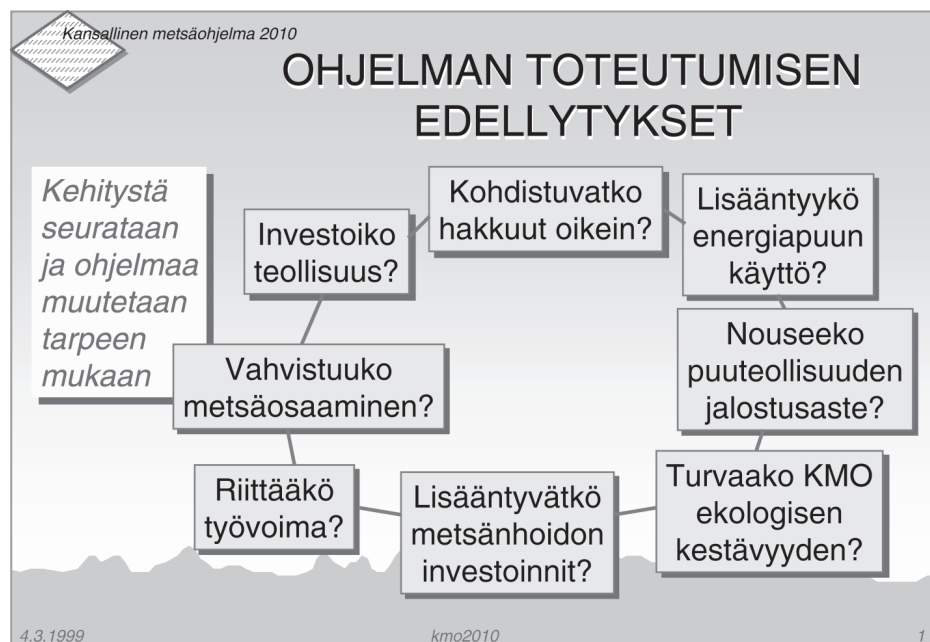 Kansallinen metsäohjelma 2010
OHJELMAN TOTEUTUMISEN
EDELLYTYKSET
Kehitystä
seurataan
ja ohjelmaa
muutetaan
tarpeen
mukaan
Investoiko
teollisuus?
Kohdistuvatko
hakkuut oikein?
Lisääntyykö
energiapuun
käyttö?
Nouseeko
puuteollisuuden
jalostusaste?
Turvaako KMO
ekologisen
kestävyyden?
Lisääntyvätkö
metsänhoidon
investoinnit?
Riittääkö
työvoima?
Vahvistuuko
metsäosaaminen?
4.3.1999
kmo2010
1